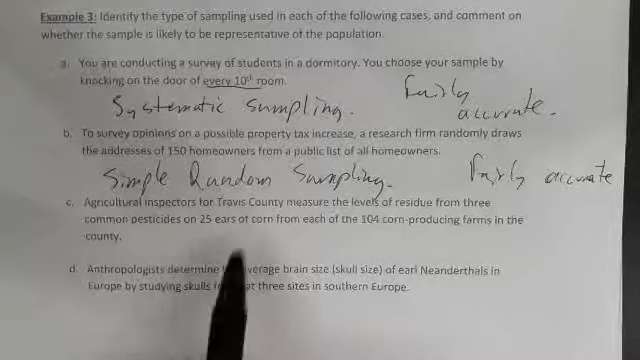 Example 3: Identify the type of sampling used in each of the following cases, and comment on
whether the sample is likely to be representative of the population.
a. You are conducting a survey of students in a dormitory. You choose your sample by
knocking on the door of every 10th room.
Systematic Sampling. Fairly accurate.
b. To survey opinions on a possible property tax increase, a research firm randomly draws
the addresses of 150 homeowners from a public list of all homeowners.
Simple Random Sampling. Fairly accurate
c. Agricultural inspectors for Travis County measure the levels of residue from three
common pesticides on 25 ears of corn from each of the 104 corn-producing farms in the
county.
d. Anthropologists determine average brain size (skull size) of earl Neanderthals in
Europe by studying skulls at three sites in southern Europe.